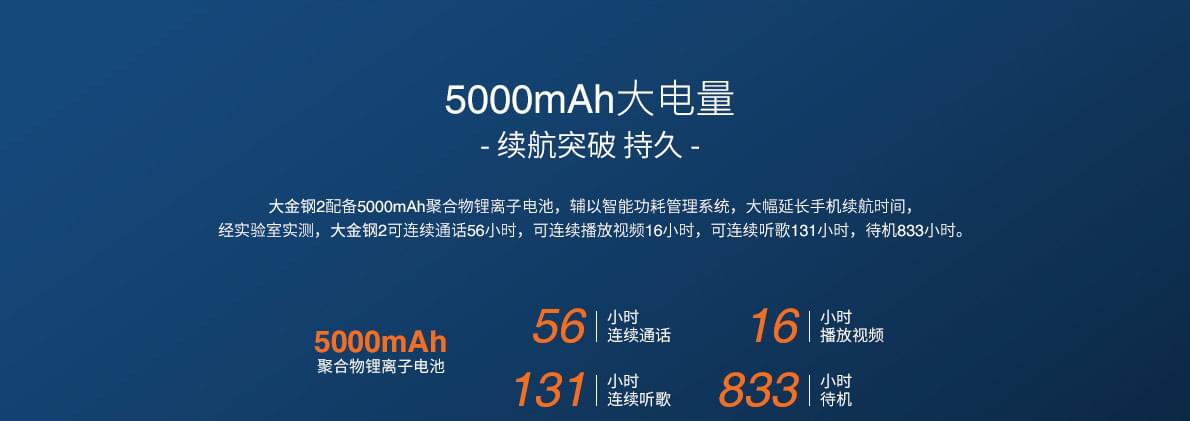 5000mAh大电量
- 续航突破 持久 -
大金钢2配备5000mAh聚合物锂离子电池，辅以智能功耗管理系统，大幅延长手机续航时间，
经实验室实测，大金钢2可连续通话56小时，可连续播放视频16小时，可连续听歌131小时，待机833小时。
5000mAh
聚合物锂离子电池
56 小时
连续通话
16 小时
播放视频
131 小时
连续听歌
833 小时
待机